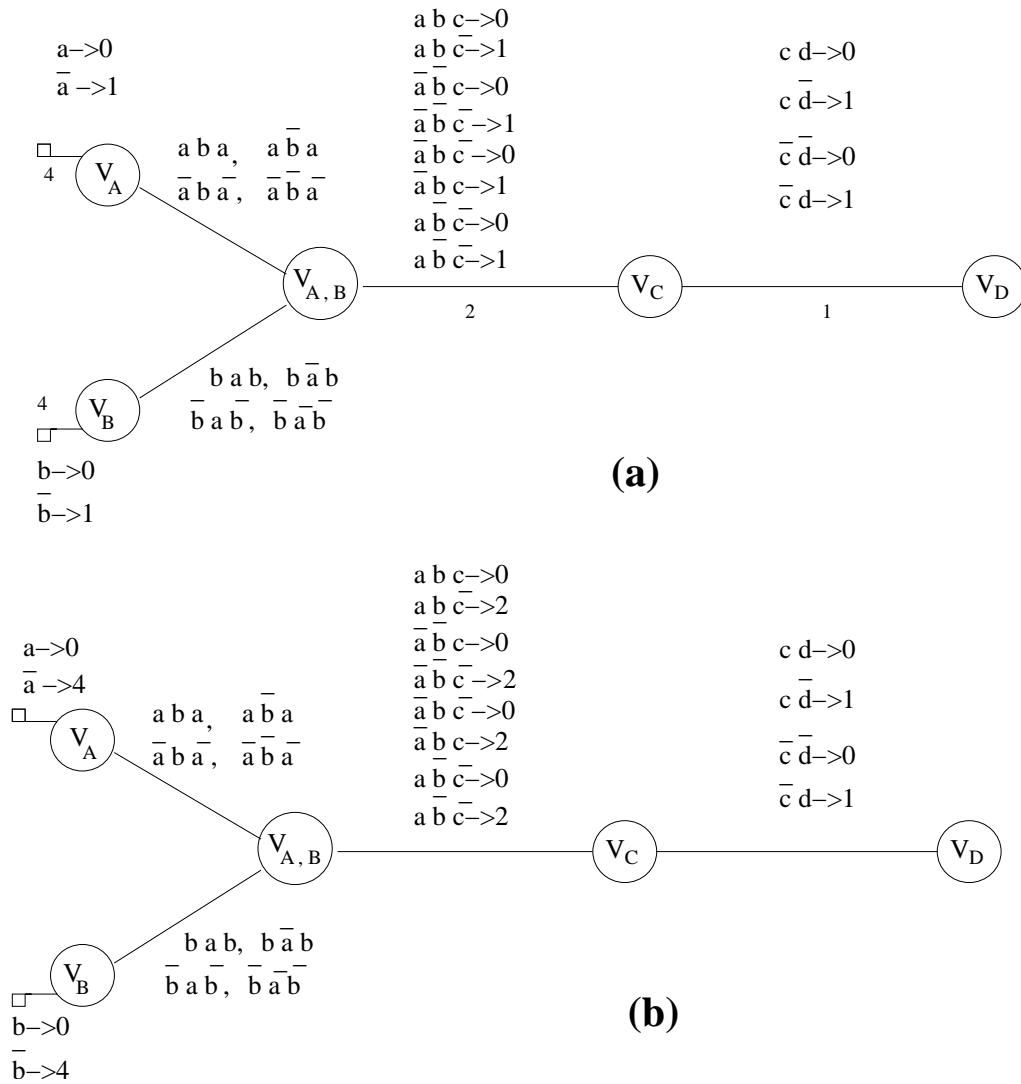 a–>0
a̅ –>1
4
V_A
a b a,   a b̅ a
a̅ b a̅,   a̅ b̅ a̅
a b c–>0
a b c̅–>1
a̅ b̅ c–>0
a̅ b̅ c̅–>1
a̅ b c̅–>0
a̅ b c–>1
a b̅ c̅–>0
a b̅ c̅–>1
c d–>0
c d̅–>1
c̅ d̅–>0
c̅ d–>1
V_A , B
2
V_C
1
V_D
4
V_B
b a b,  b a̅ b
b̅ a b̅,  b̅ a̅ b̅
b–>0
b̅–>1
(a)
a–>0
a̅ –>4
V_A
a b a,   a b̅ a
a̅ b a̅,   a̅ b̅ a̅
a b c–>0
a b c̅–>2
a̅ b̅ c–>0
a̅ b̅ c̅–>2
a̅ b c̅–>0
a̅ b c–>2
a b̅ c̅–>0
a b̅ c̅–>2
c d–>0
c d̅–>1
c̅ d̅–>0
c̅ d–>1
V_A , B
V_C
V_D
V_B
b a b,  b a̅ b
b̅ a b̅,  b̅ a̅ b̅
b–>0
b̅–>4
(b)